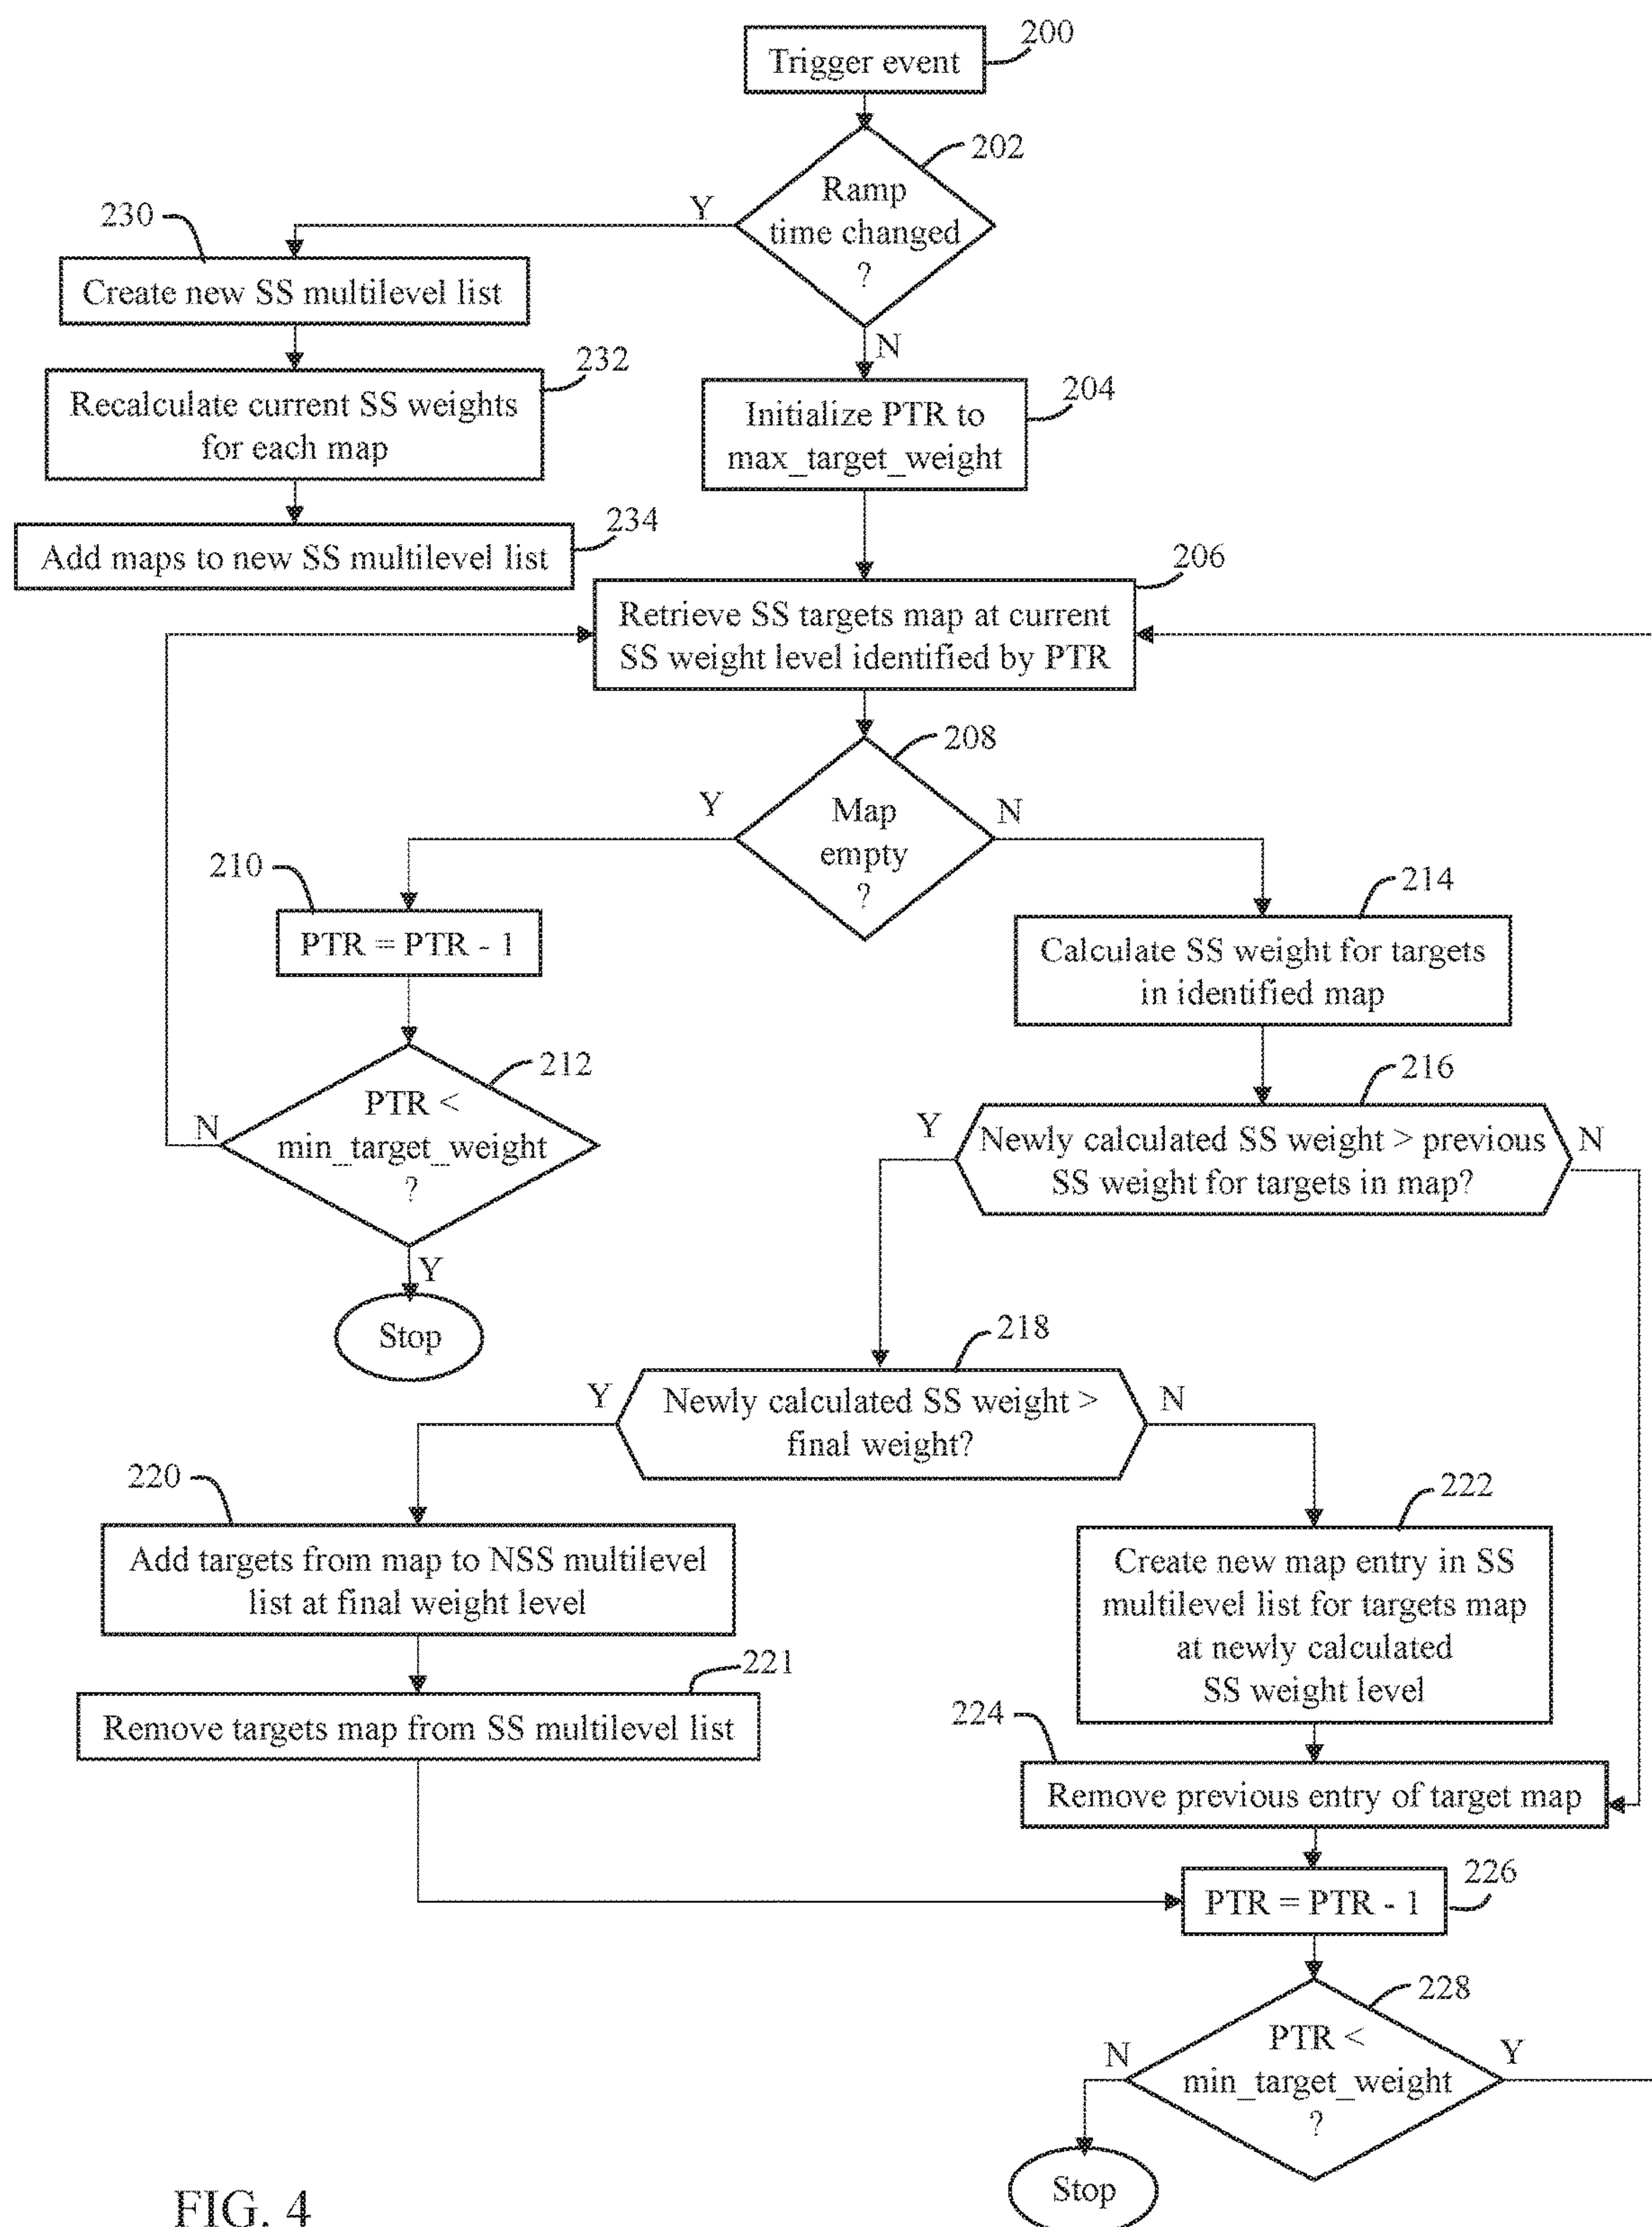 200
Trigger event
202
Ramp
time changed
?
Y
N
230
Create new SS multilevel list
232
Recalculate current SS weights
for each map
234
Add maps to new SS multilevel list
204
Initialize PTR to
max_target_weight
206
Retrieve SS targets map at current
SS weight level identified by PTR
208
Map
empty
?
Y
N
210
PTR = PTR - 1
212
PTR <
min_target_weight
?
N
Y
Stop
214
Calculate SS weight for targets
in identified map
216
Newly calculated SS weight > previous
SS weight for targets in map?
Y
N
218
Newly calculated SS weight >
final weight?
Y
N
220
Add targets from map to NSS multilevel
list at final weight level
221
Remove targets map from SS multilevel list
222
Create new map entry in SS
multilevel list for targets map
at newly calculated
SS weight level
224
Remove previous entry of target map
226
PTR = PTR - 1
228
PTR <
min_target_weight
?
N
Y
Stop
FIG. 4